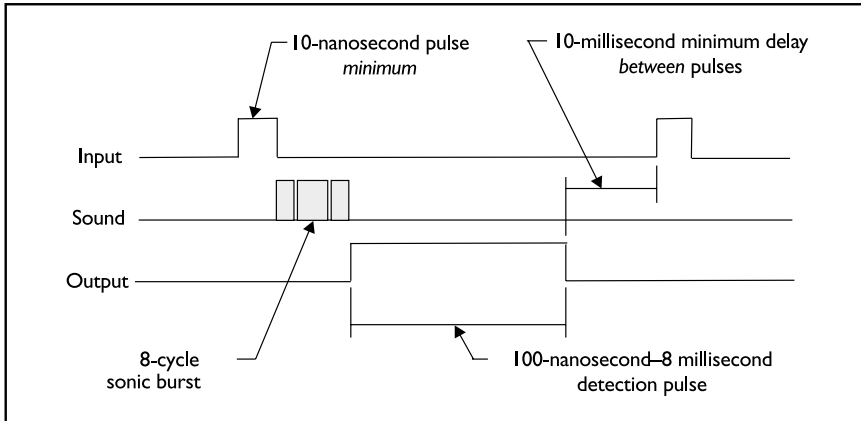 10-nanosecond pulse
minimum
10-millisecond minimum delay
between pulses
Input
Sound
Output
8-cycle
sonic burst
100-nanosecond–8 millisecond
detection pulse